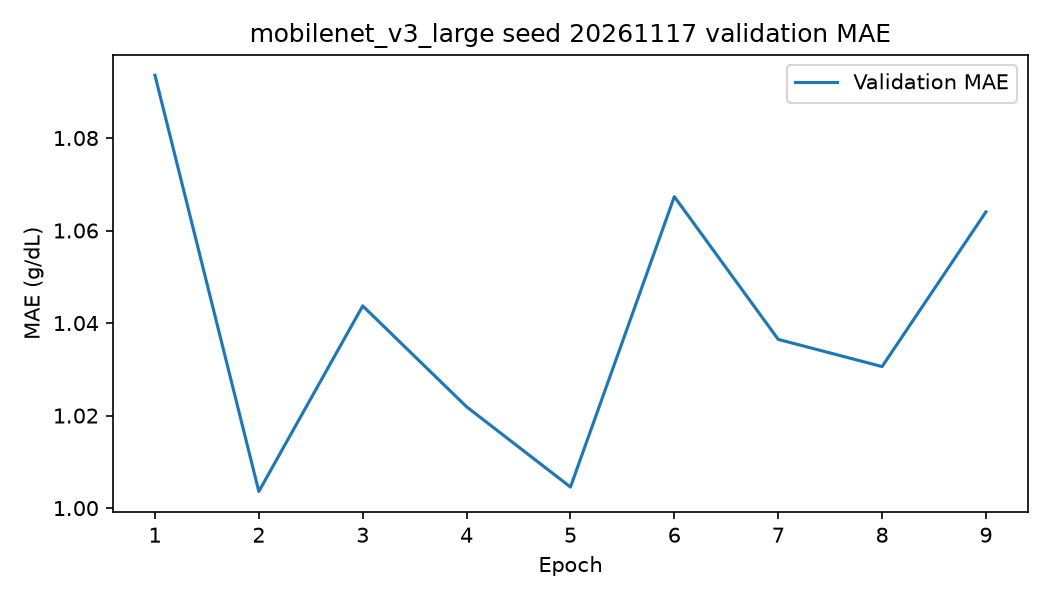 mobilenet_v3_large seed 20261117 validation MAE
Validation MAE
MAE (g/dL)
1.08
1.06
1.04
1.02
1.00
1 2 3 4 5 6 7 8 9
Epoch